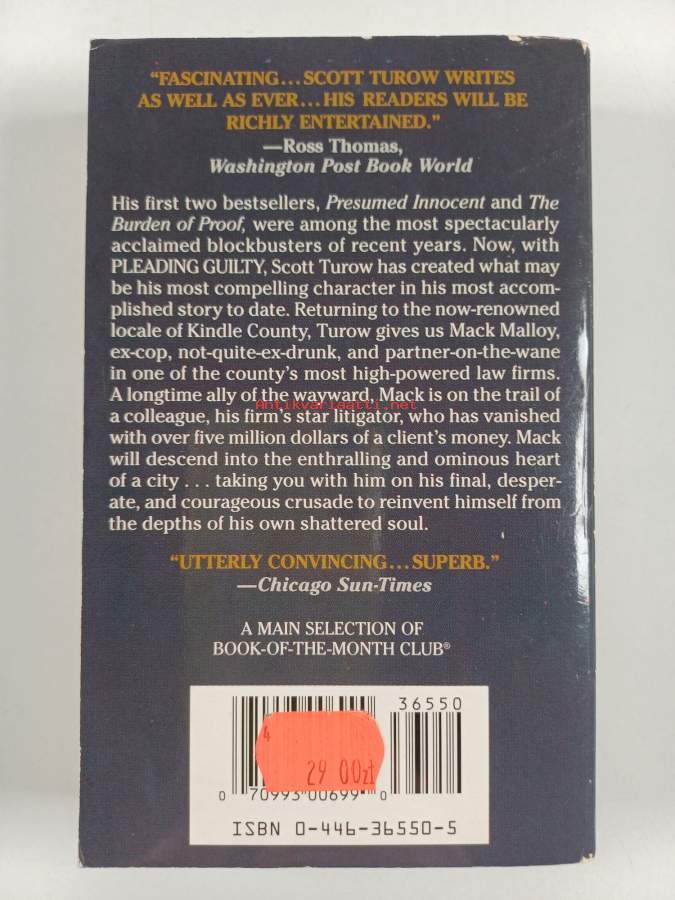 “FASCINATING...SCOTT TUROW WRITES
AS WELL AS EVER...HIS READERS WILL BE
RICHLY ENTERTAINED.”
—Ross Thomas,
Washington Post Book World
His first two bestsellers, Presumed Innocent and The
Burden of Proof, were among the most spectacularly
acclaimed blockbusters of recent years. Now, with
PLEADING GUILTY, Scott Turow has created what may
be his most compelling character in his most accom-
plished story to date. Returning to the now-renowned
locale of Kindle County, Turow gives us Mack Malloy,
ex-cop, not-quite-ex-drunk, and partner-on-the-wane
in one of the county’s most high-powered law firms.
A longtime ally of the wayward, Mack is on the trail of
Antikvariaatti.net
a colleague, his firm’s star litigator, who has vanished
with over five million dollars of a client’s money. Mack
will descend into the enthralling and ominous heart
of a city . . . taking you with him on his final, desper-
ate, and courageous crusade to reinvent himself from
the depths of his own shattered soul.
“UTTERLY CONVINCING...SUPERB.”
—Chicago Sun-Times
A MAIN SELECTION OF
BOOK-OF-THE-MONTH CLUB®
36550
4
29 00zł
0 70993 00699 0
ISBN 0-446-36550-5